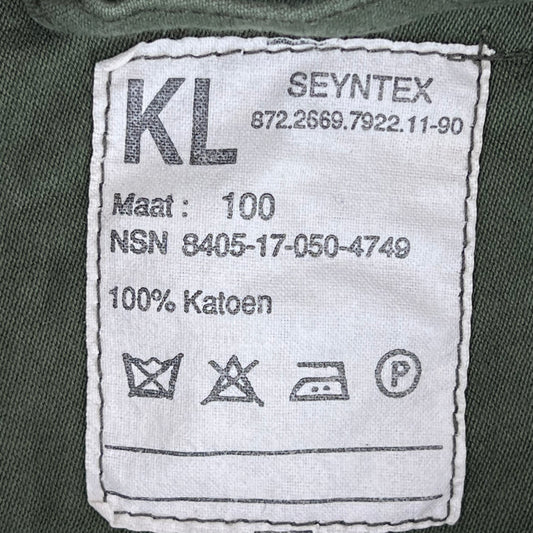 KL
SEYNTEX
872.2669.7922.11-90
Maat: 100
NSN 8405-17-050-4749
100% Katoen
P